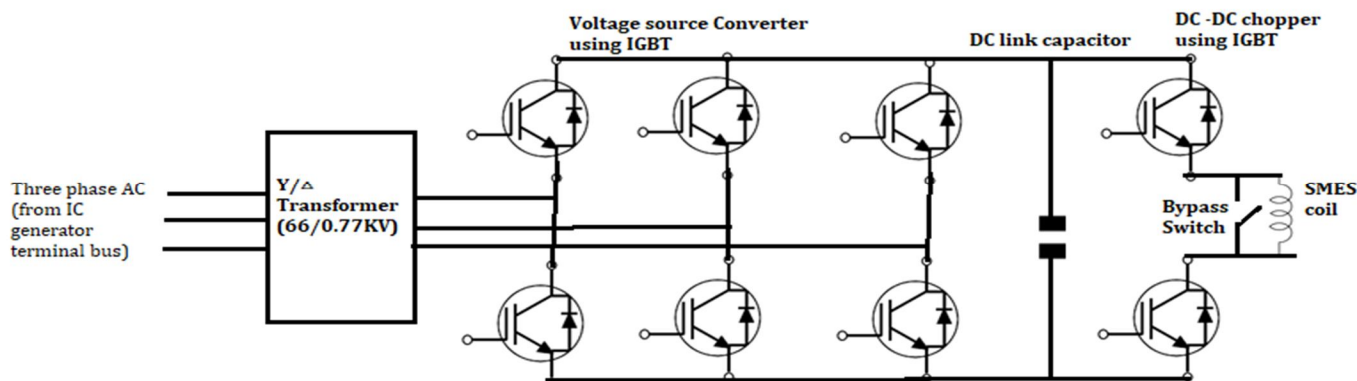 Voltage source Converter
using IGBT
DC link capacitor
DC -DC chopper
using IGBT
Three phase AC
(from IC
generator
terminal bus)
Y/△
Transformer
(66/0.77KV)
Bypass
Switch
SMES
coil